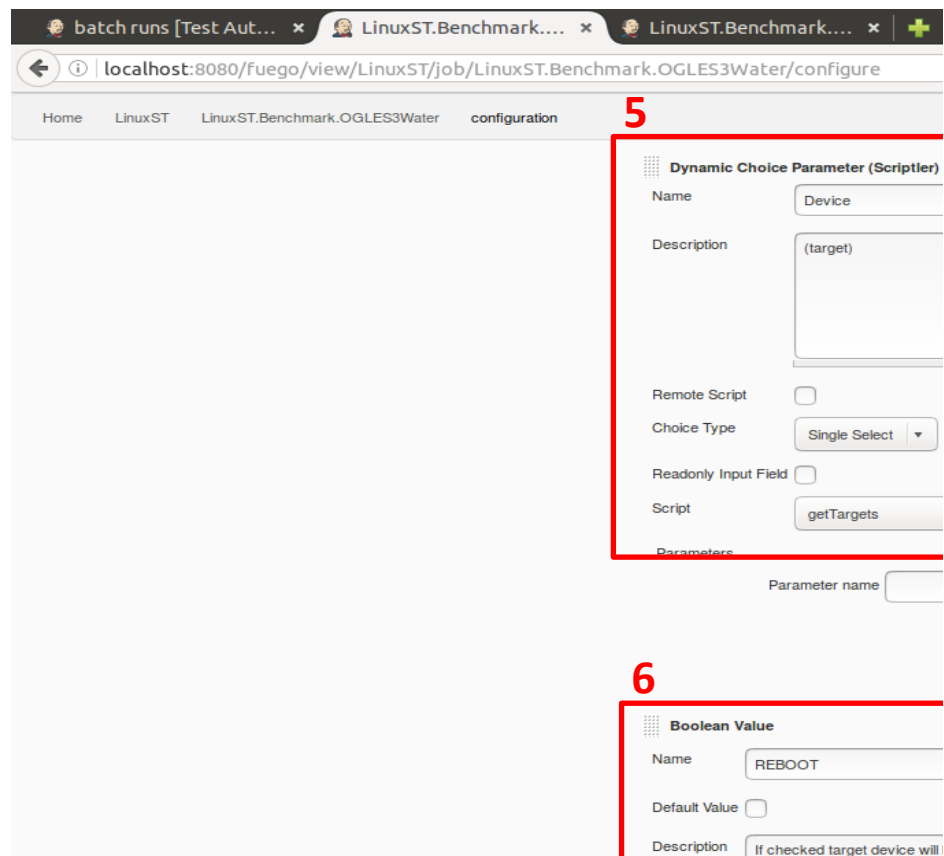 batch runs [Test Aut... × LinuxST.Benchmark.... × LinuxST.Benchmark.... ×
localhost:8080/fuego/view/LinuxST/job/LinuxST.Benchmark.OGLES3Water/configure
Home LinuxST LinuxST.Benchmark.OGLES3Water configuration
5
Dynamic Choice Parameter (Scriptler)
Name Device
Description (target)
Remote Script
Choice Type Single Select
Readonly Input Field
Script getTargets
Parameters
Parameter name
6
Boolean Value
Name REBOOT
Default Value
Description If checked target device will